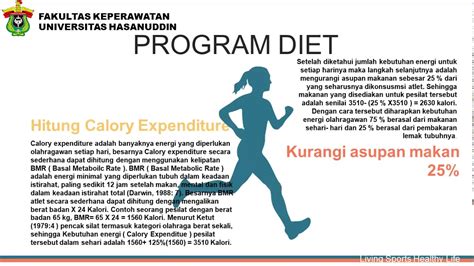 FAKULTAS KEPERAWATAN
UNIVERSITAS HASANUDDIN
PROGRAM DIET
Setelah diketahui jumlah kebutuhan energi untuk
setiap harinya maka langkah selanjutnya adalah
mengurangi asupan makanan sebesar 25 % dari
yang seharusnya dikonsusmsi atlet. Sehingga
makanan yang disediakan untuk pesilat tersebut
adalah senilai 3510- (25 % X3510 ) = 2630 kalori.
Dengan cara tersebut diharapkan kebutuhan
energi olahragawan 75 % berasal dari makanan
sehari- hari dan 25 % berasal dari pembakaran
lemak tubuhnya.
Kurangi asupan makan
25%
Hitung Calory Expenditure
Calory expenditure adalah banyaknya energi yang diperlukan
olahragawan setiap hari, besarnya Calory expenditure secara
sederhana dapat dihitung dengan menggunakan kelipatan
BMR ( Basal Metabolic Rate ). BMR ( Basal Metabolic Rate )
adalah energi minimal yang diperlukan tubuh dalam keadaan
istirahat, paling sedikit 12 jam setelah makan, mental dan fisik
dalam keadaan istirahat total (Darwin, 1988: 7). Besarnya BMR
atlet secara sederhana dapat dihitung dengan mengalikan
berat badan X 24 Kalori. Contoh seorang pesilat dengan berat
badan 65 kg, BMR= 65 X 24 = 1560 Kalori. Menurut Ketut
(1979:4 ) pencak silat termasuk kategori olahraga berat sekali,
sehingga Kebutuhan energi ( Calory Expenditue ) pesilat
tersebut dalam sehari adalah 1560+ 125%(1560) = 3510 Kalori.
Living Sports Healthy Life